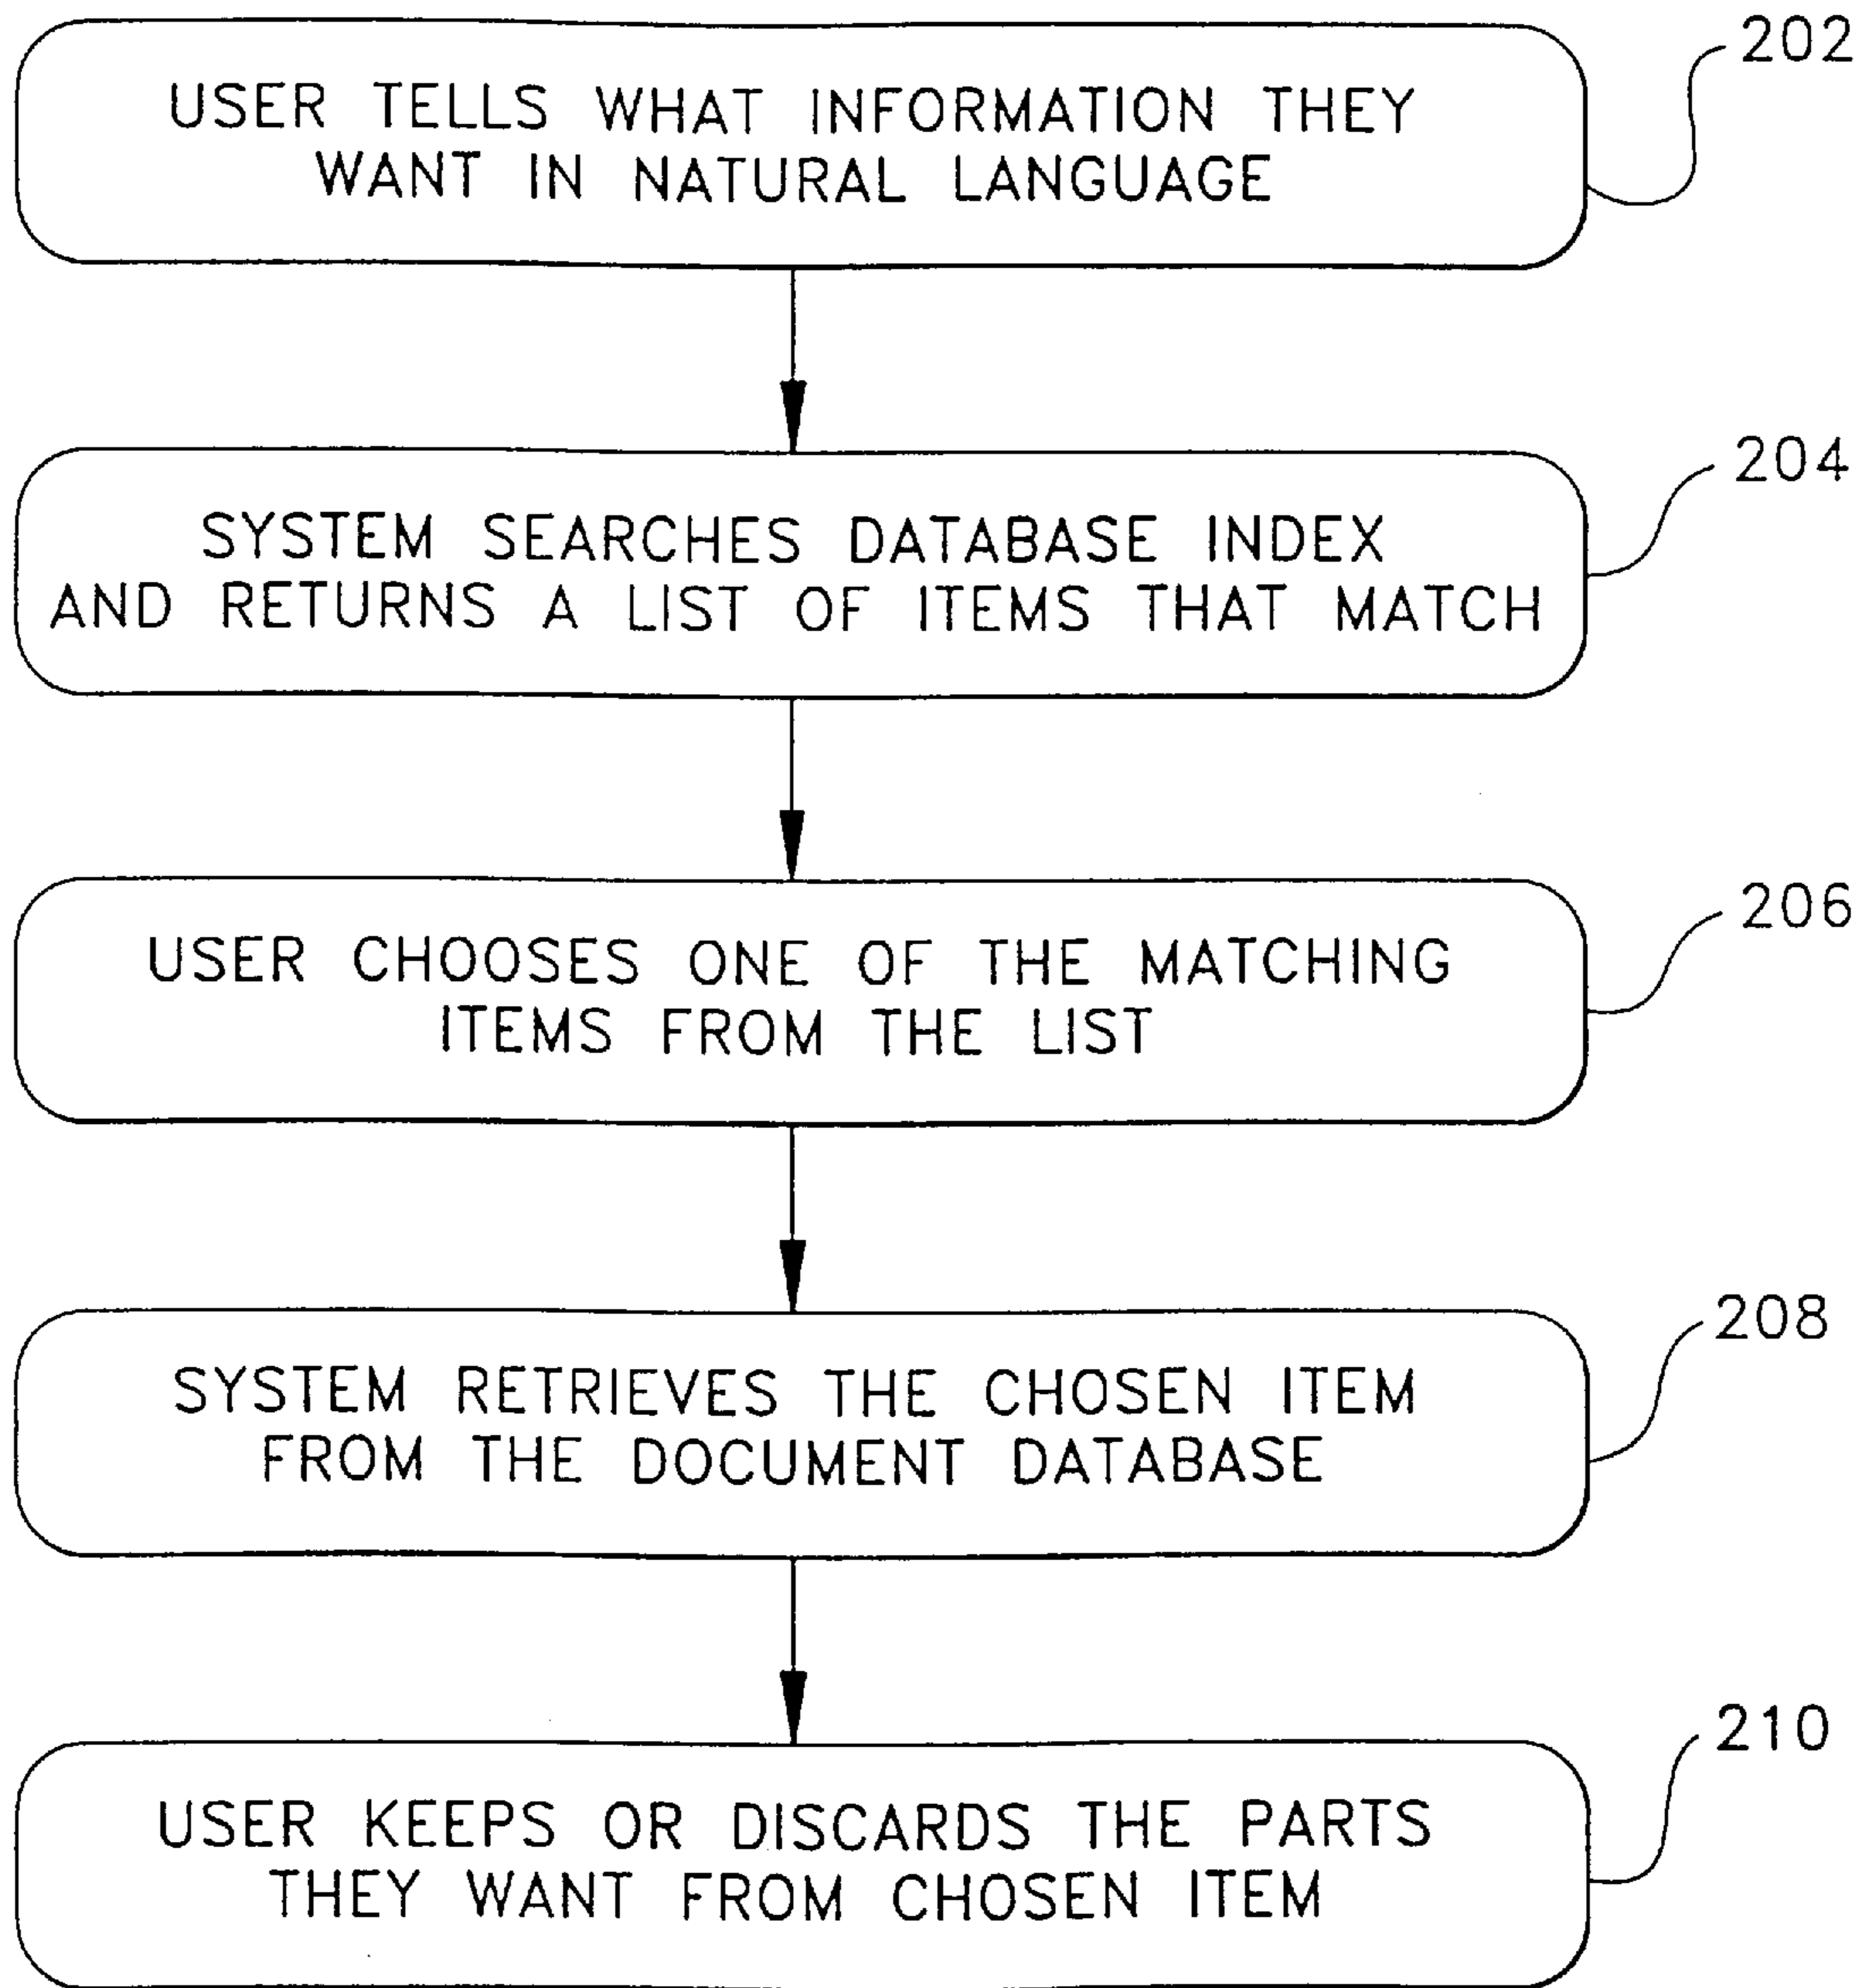 202
USER TELLS WHAT INFORMATION THEY
WANT IN NATURAL LANGUAGE
204
SYSTEM SEARCHES DATABASE INDEX
AND RETURNS A LIST OF ITEMS THAT MATCH
206
USER CHOOSES ONE OF THE MATCHING
ITEMS FROM THE LIST
208
SYSTEM RETRIEVES THE CHOSEN ITEM
FROM THE DOCUMENT DATABASE
210
USER KEEPS OR DISCARDS THE PARTS
THEY WANT FROM CHOSEN ITEM